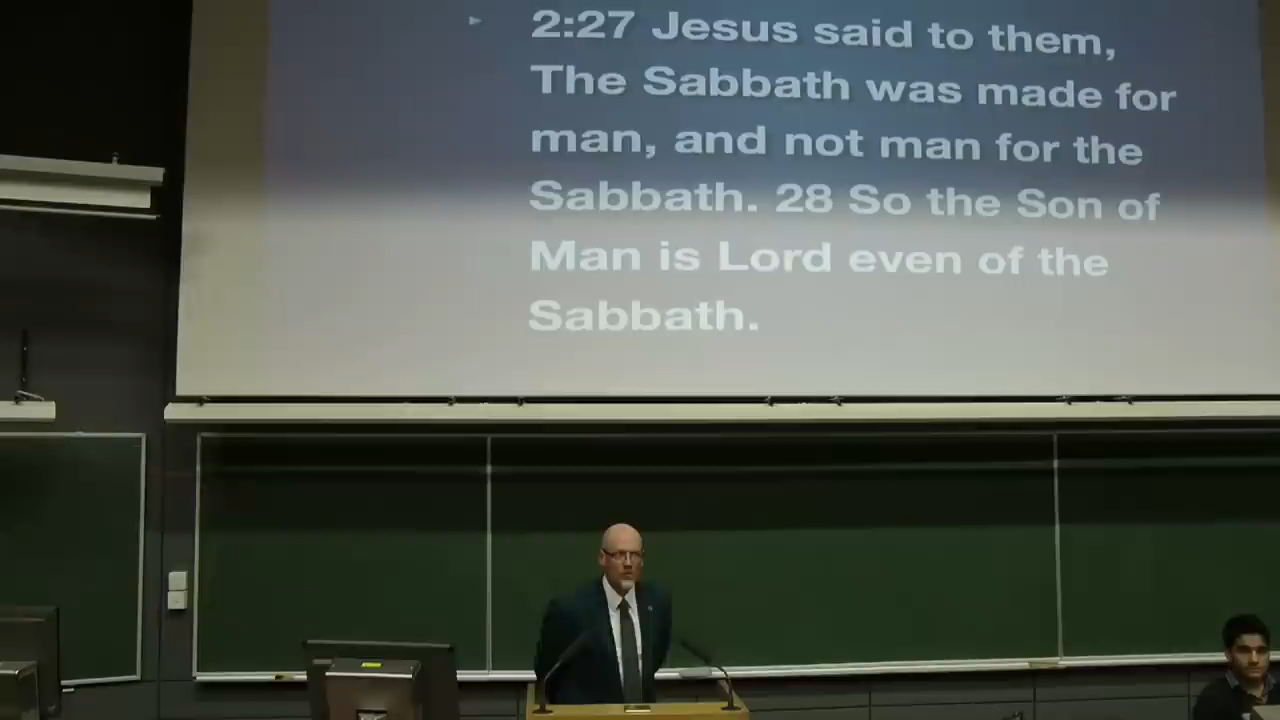 2:27 Jesus said to them,
The Sabbath was made for
man, and not man for the
Sabbath. 28 So the Son of
Man is Lord even of the
Sabbath.